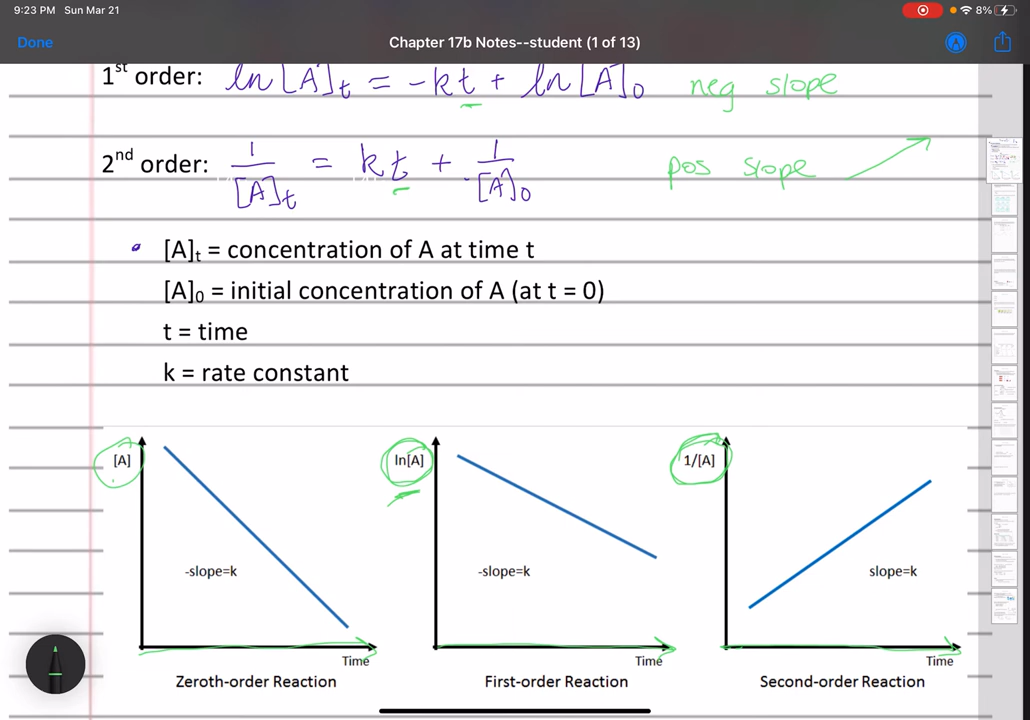 9:23 PM Sun Mar 21 8%
Done Chapter 17b Notes--student (1 of 13)
1st order: ln [A]t = -kt + ln [A]0 neg slope
2nd order: 1/[A]t = kt + 1/[A]0 pos slope
[A]t = concentration of A at time t
[A]0 = initial concentration of A (at t = 0)
t = time
k = rate constant
[A] ln[A] 1/[A]
-slope=k -slope=k slope=k
Time Time Time
Zeroth-order Reaction First-order Reaction Second-order Reaction